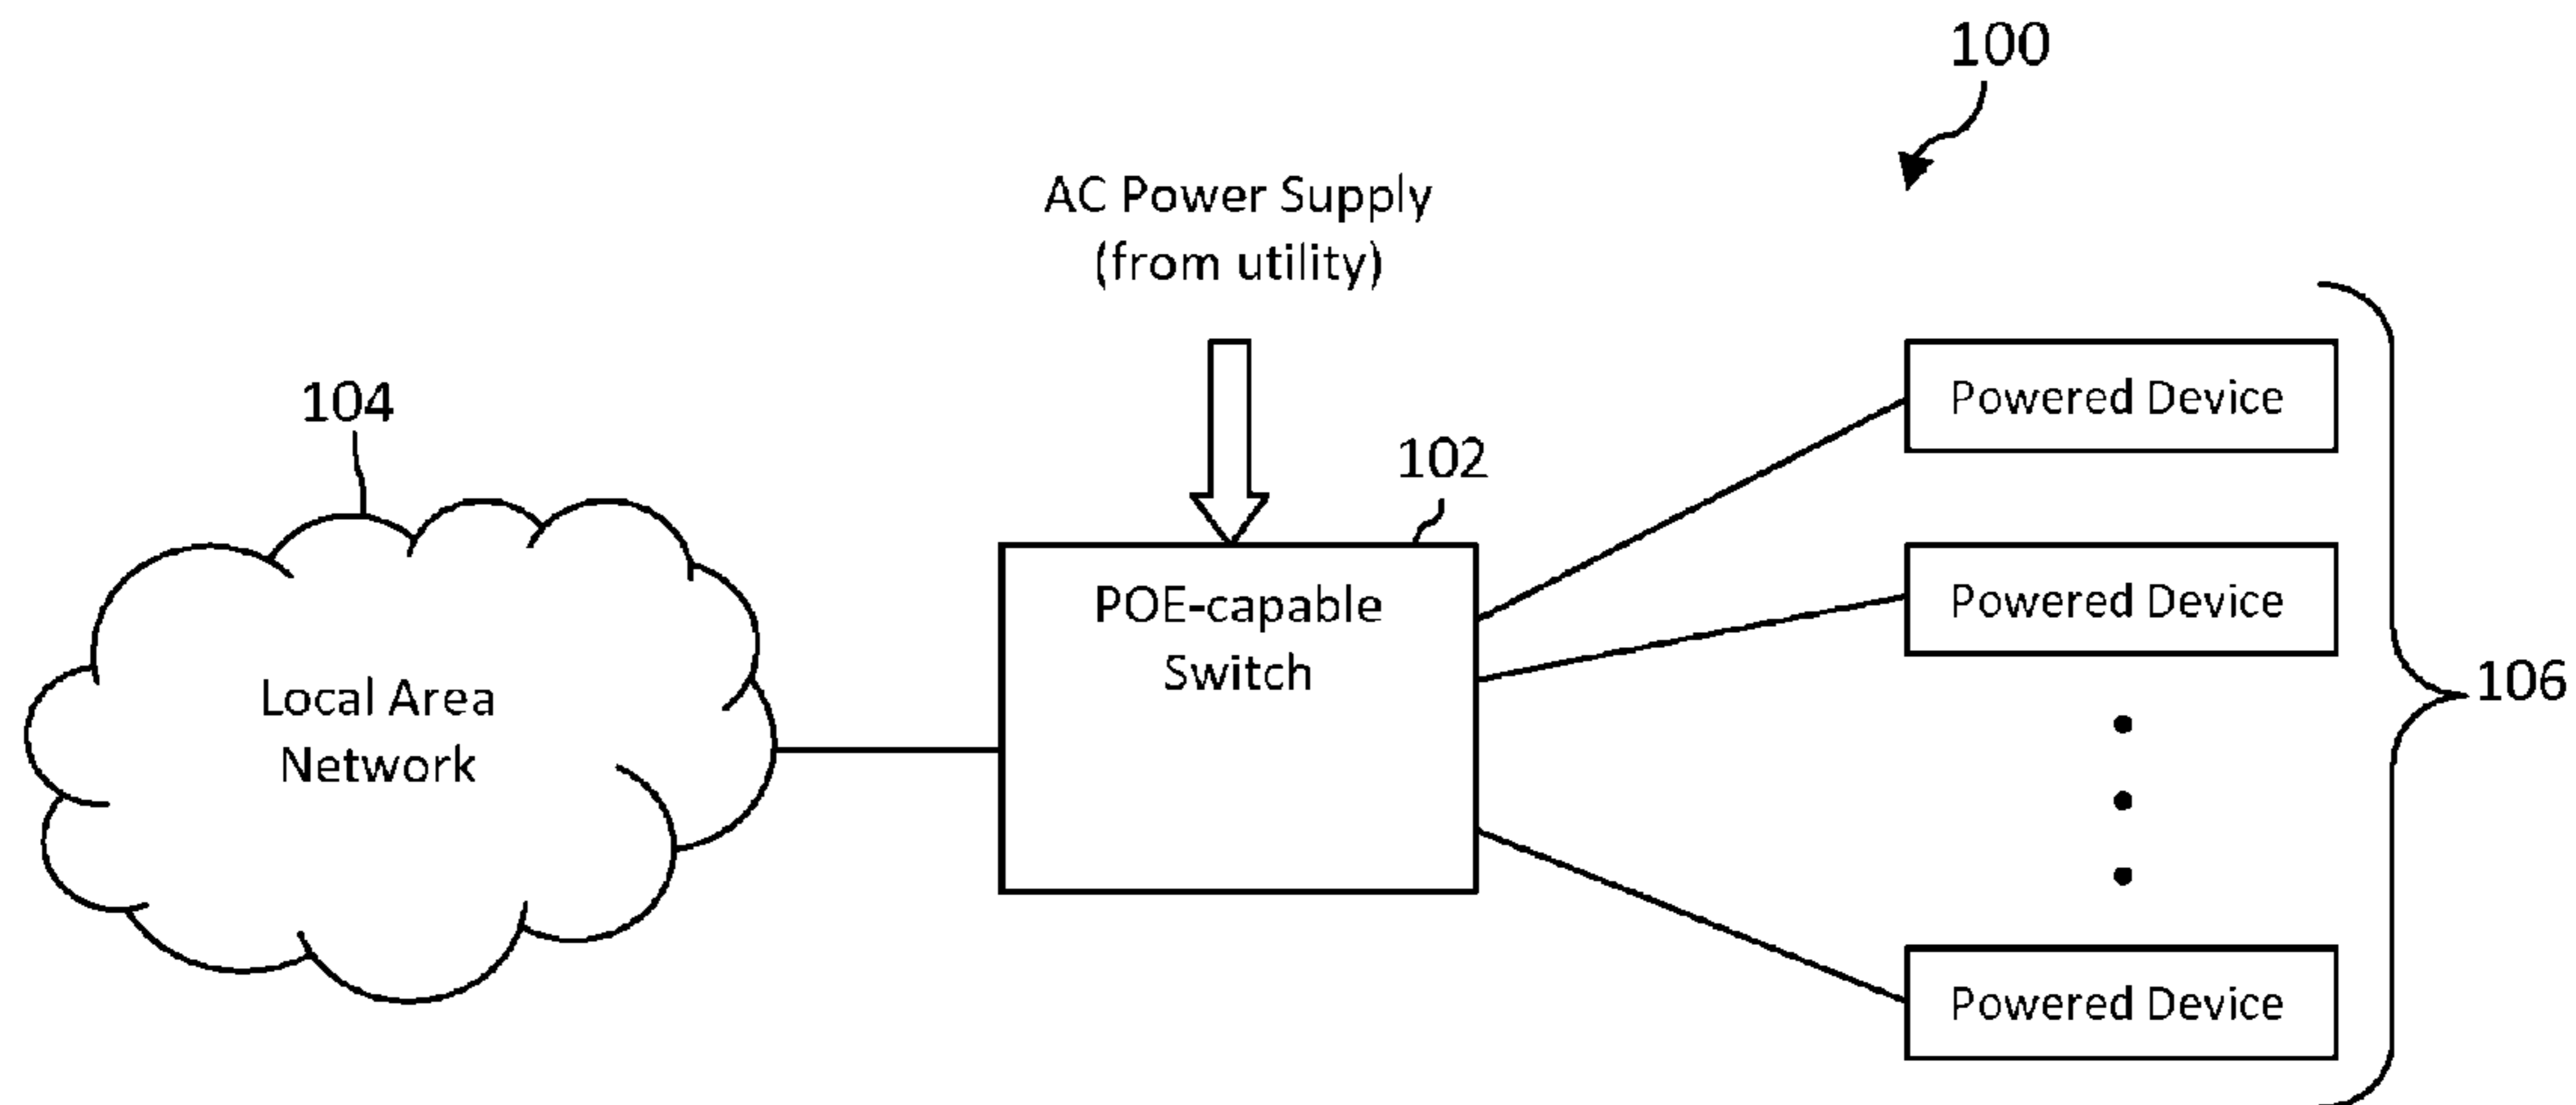 100
AC Power Supply
(from utility)
104
102
Powered Device
POE-capable
Switch
Powered Device
Local Area
Network
106
Powered Device